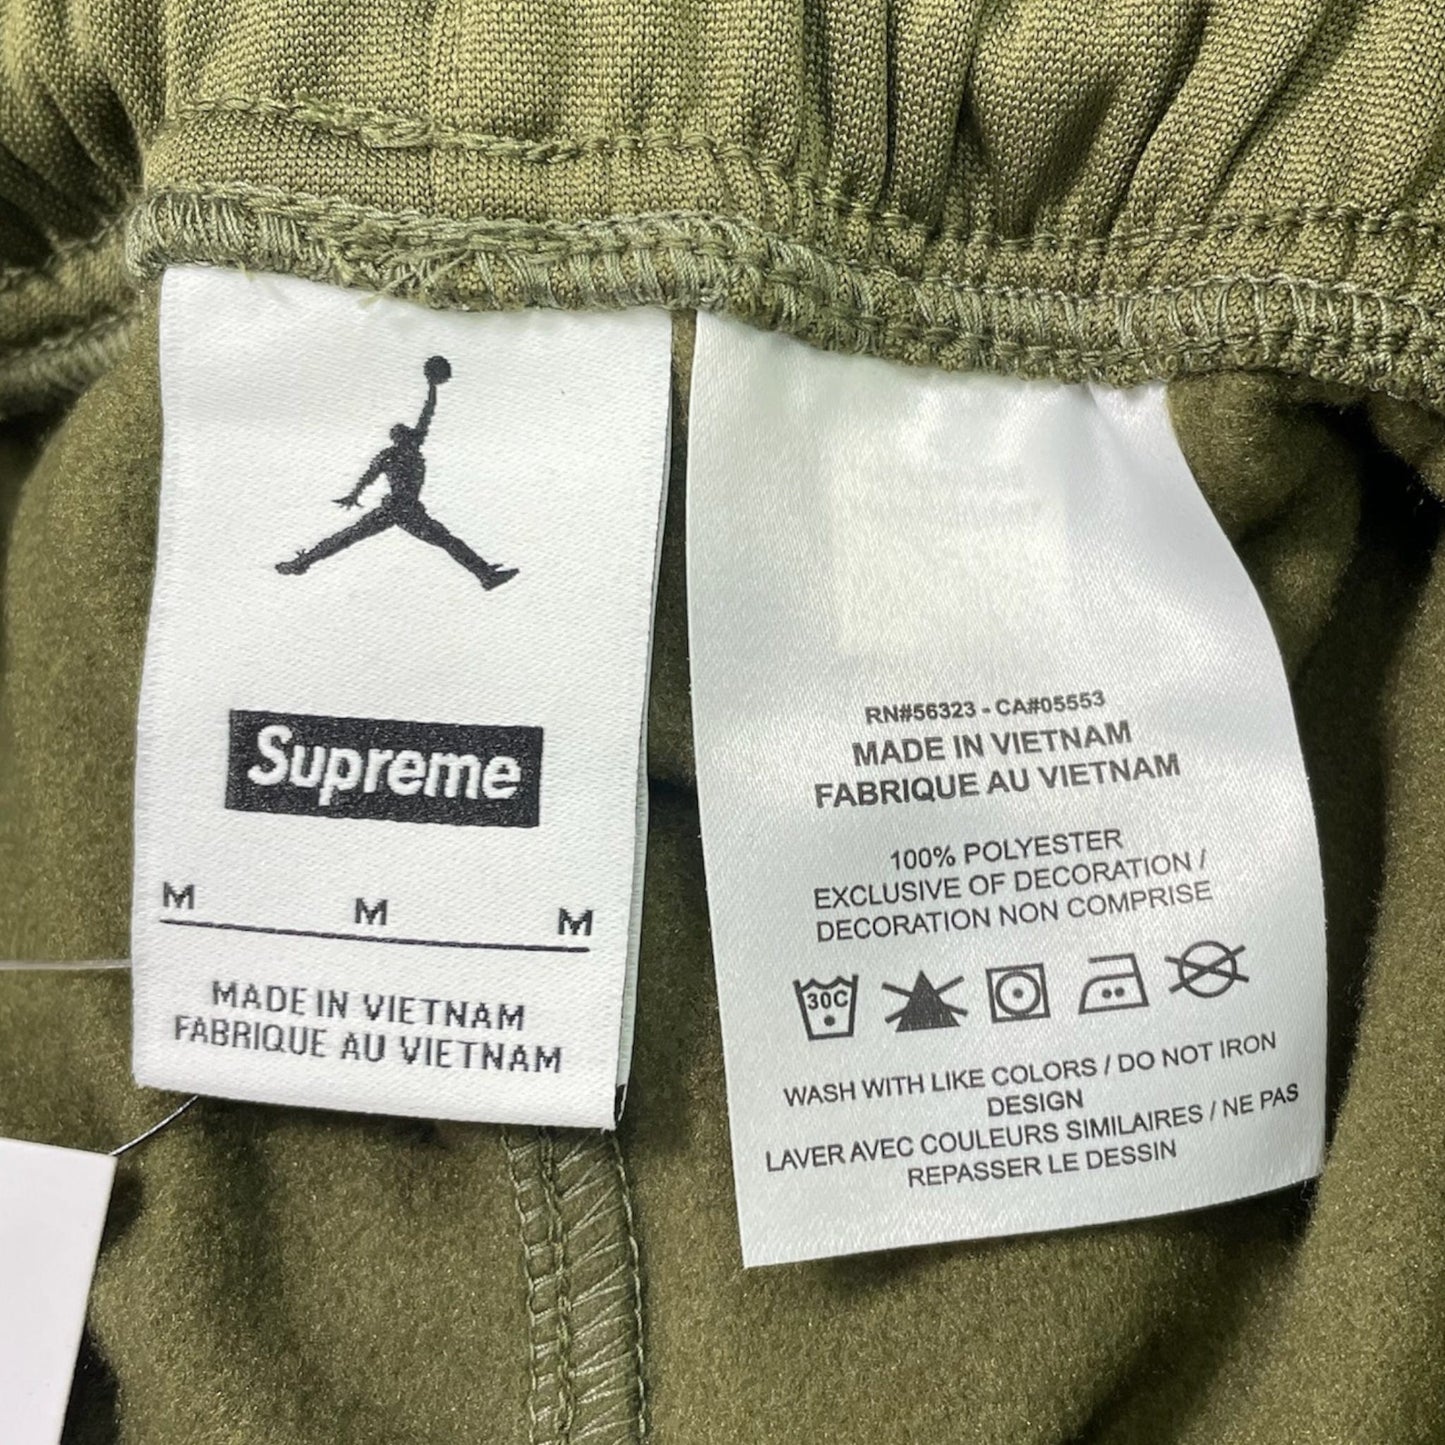 Supreme
M M M
MADE IN VIETNAM
FABRIQUE AU VIETNAM
RN#56323 - CA#05553
MADE IN VIETNAM
FABRIQUE AU VIETNAM
100% POLYESTER
EXCLUSIVE OF DECORATION /
DECORATION NON COMPRISE
30C
WASH WITH LIKE COLORS / DO NOT IRON
DESIGN
LAVER AVEC COULEURS SIMILAIRES / NE PAS
REPASSER LE DESSIN